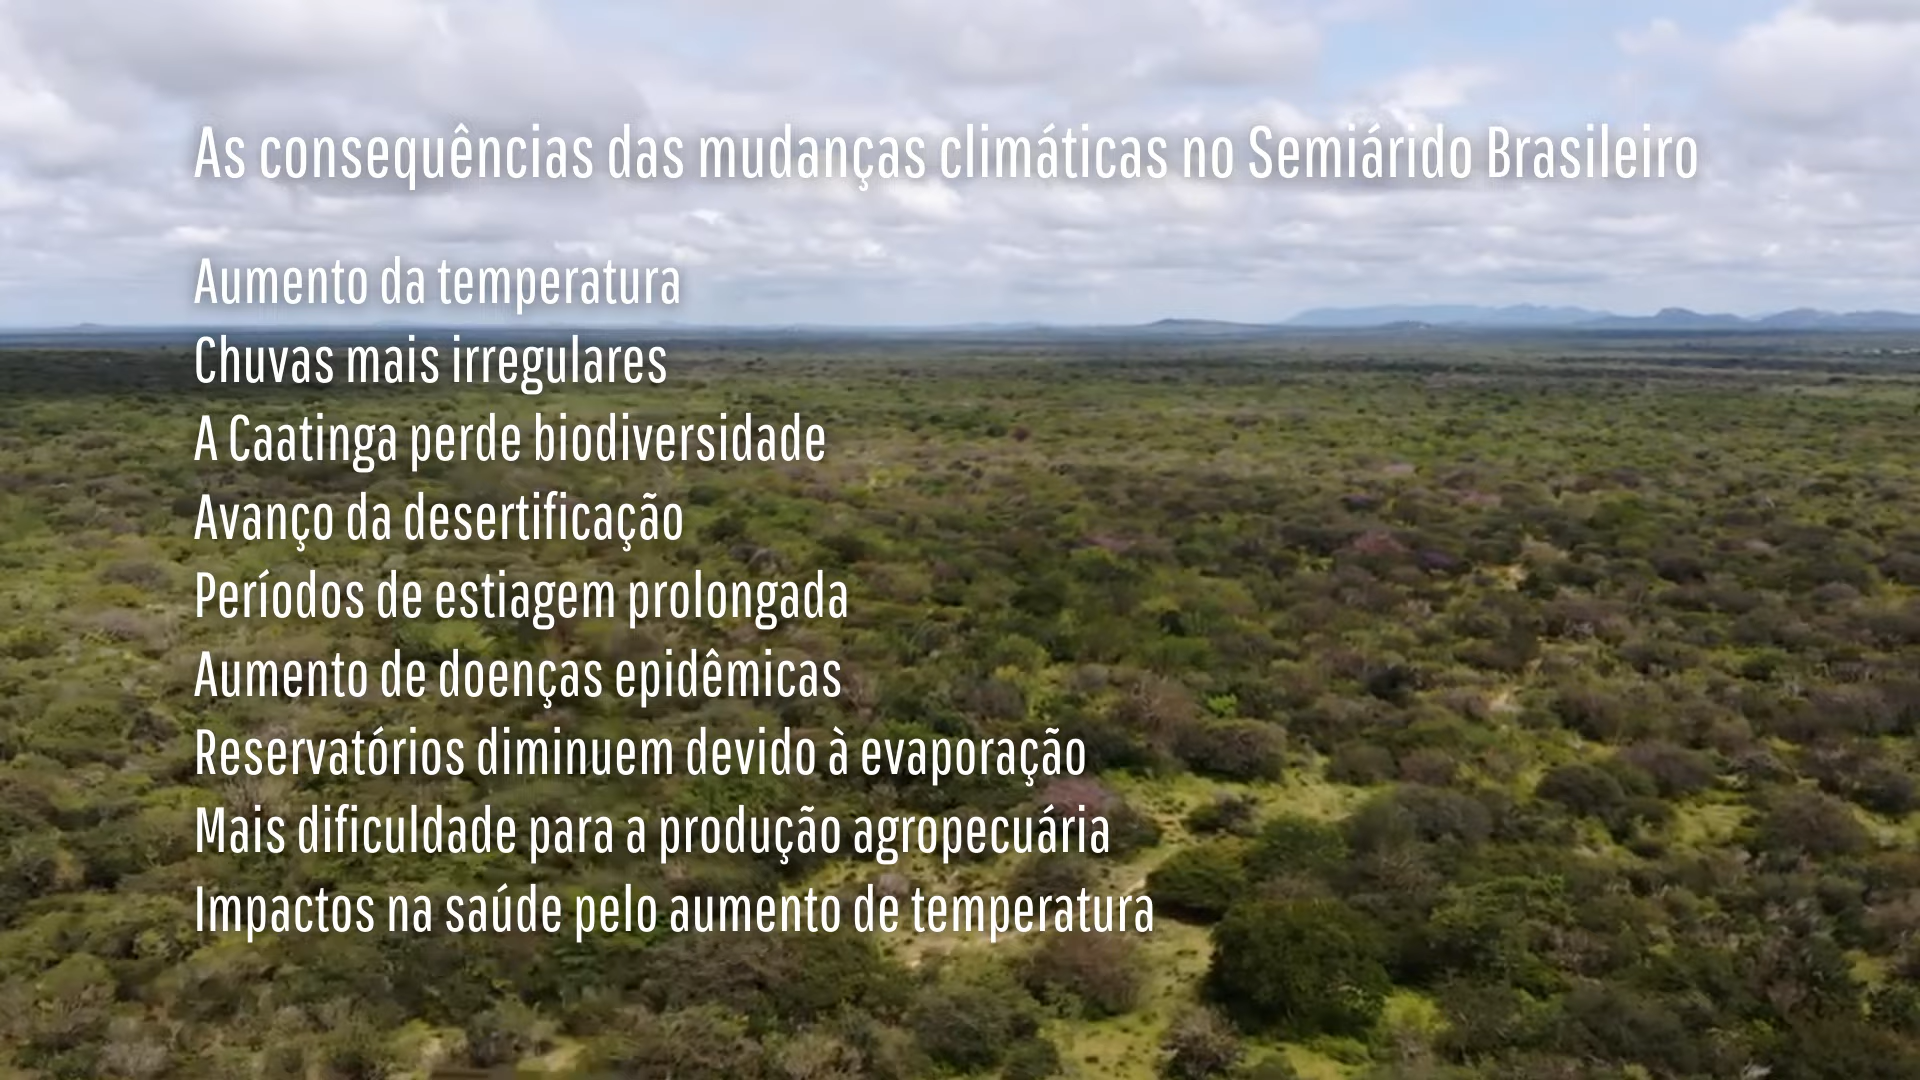 As consequências das mudanças climáticas no Semiárido Brasileiro
Aumento da temperatura
Chuvas mais irregulares
A Caatinga perde biodiversidade
Avanço da desertificação
Períodos de estiagem prolongada
Aumento de doenças epidêmicas
Reservatórios diminuem devido à evaporação
Mais dificuldade para a produção agropecuária
Impactos na saúde pelo aumento de temperatura